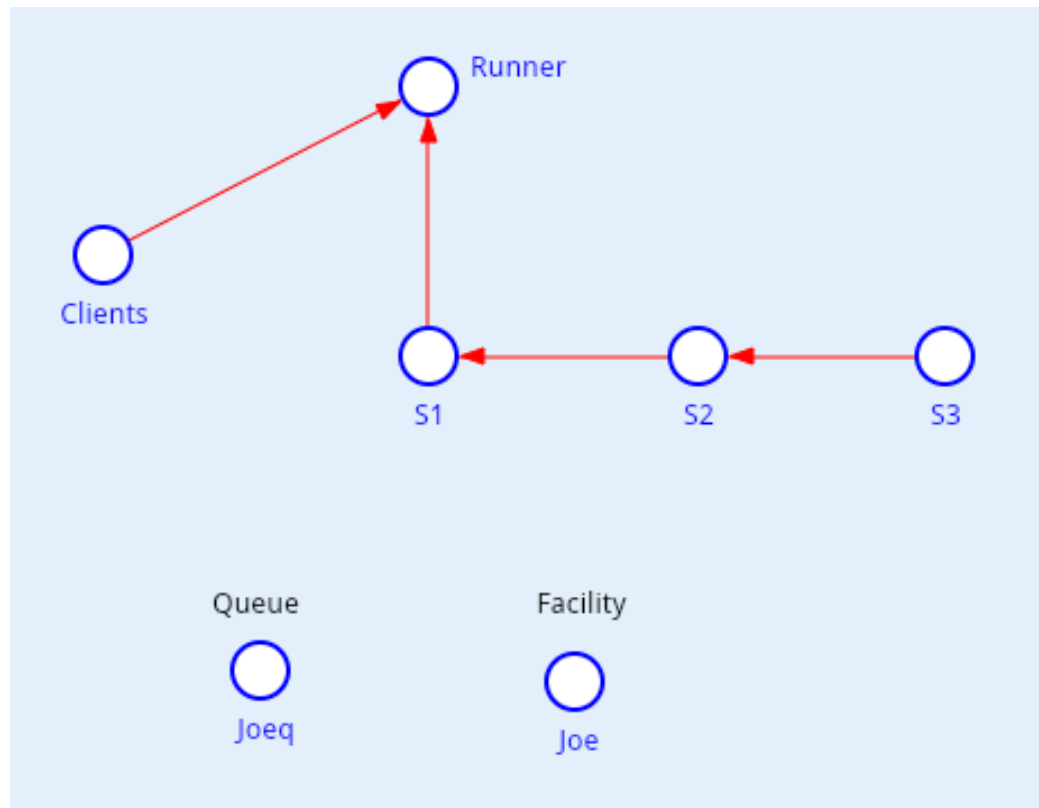 Runner
Clients
S1
S2
S3
Queue
Facility
Joeq
Joe